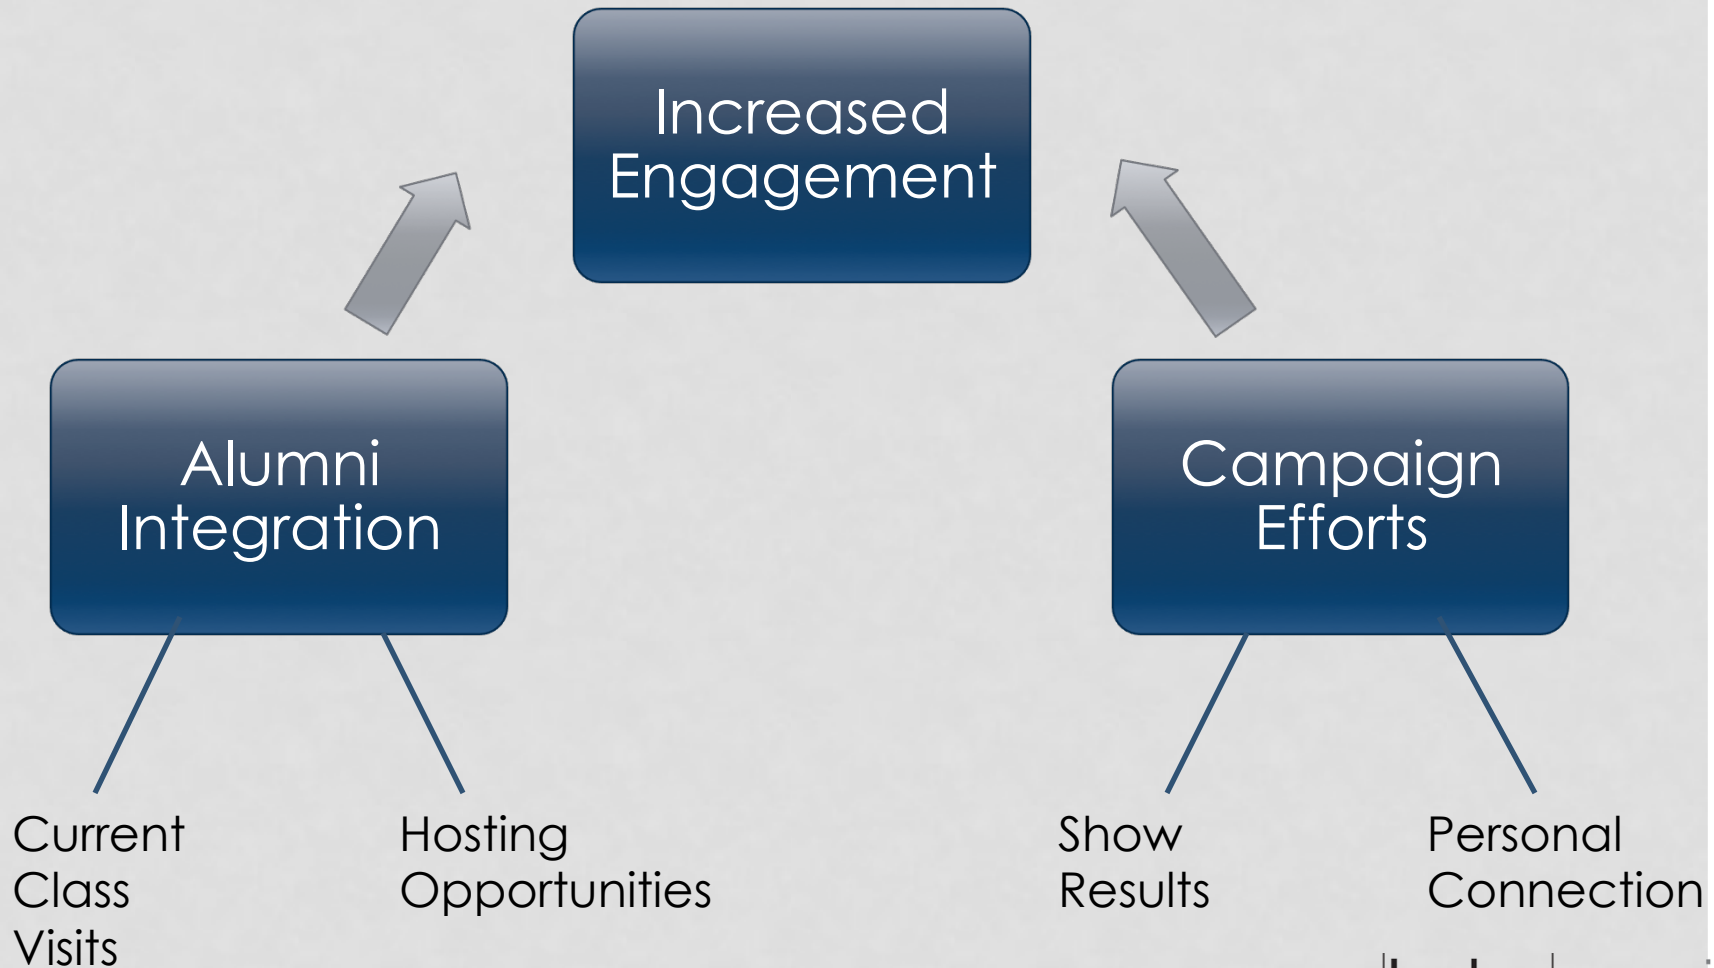 Increased
Engagement
Alumni
Integration
Campaign
Efforts
Current
Class
Visits
Hosting
Opportunities
Show
Results
Personal
Connection